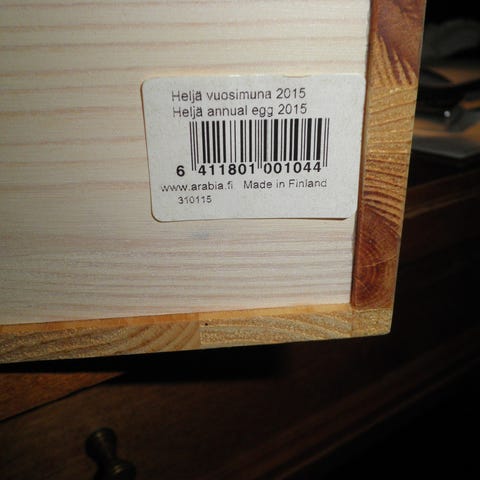 Heljä vuosimuna 2015
Heljä annual egg 2015
6 411801 001044
www.arabia.fi Made in Finland
310115